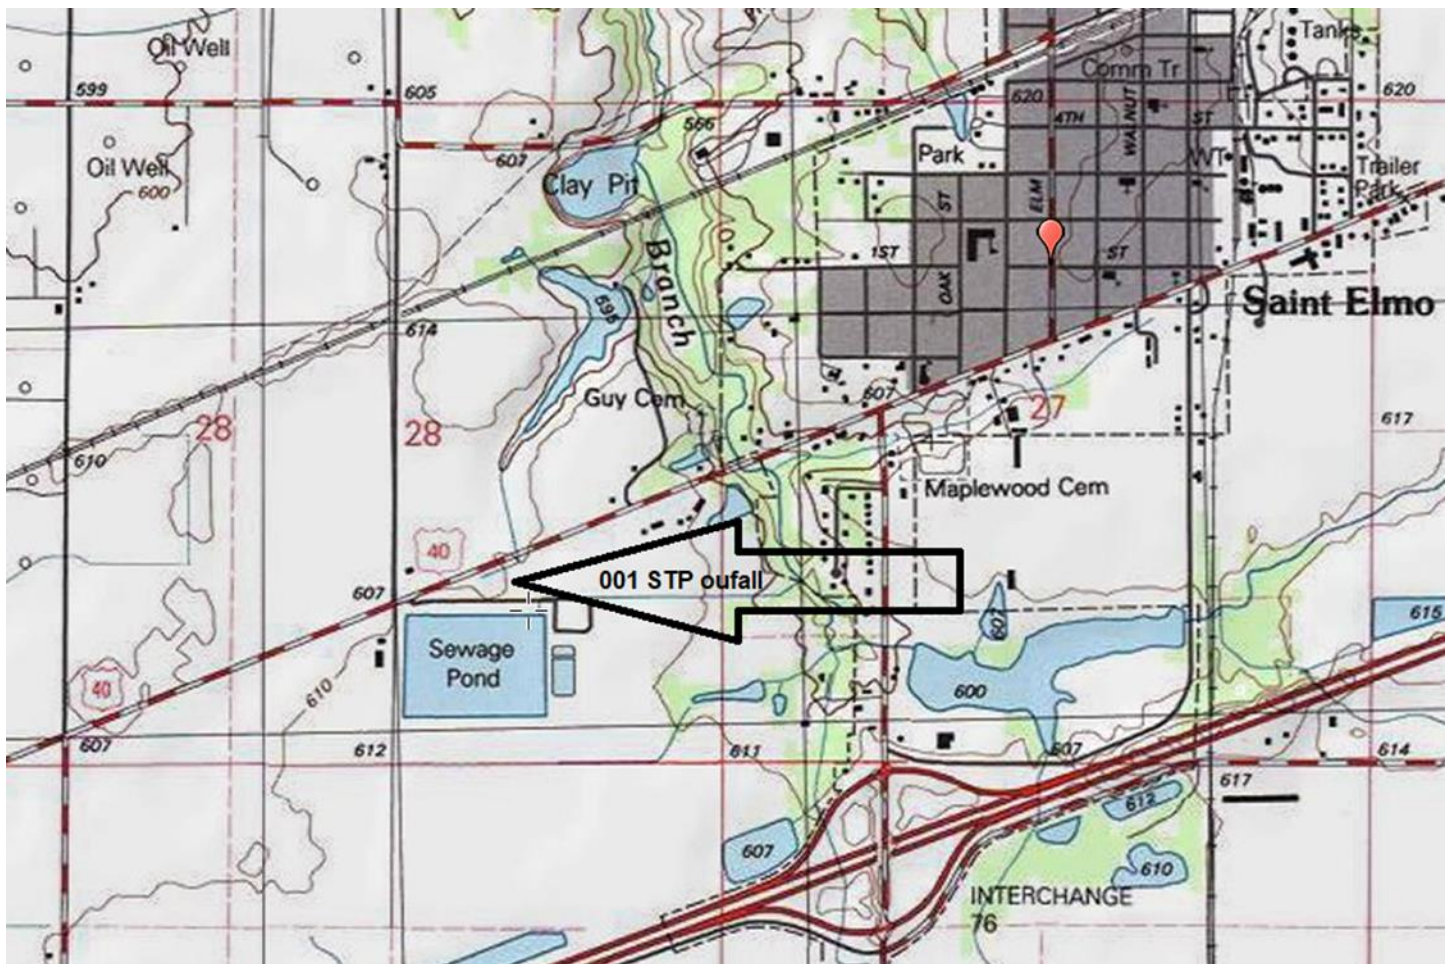 Oil Well
Tanks
Comm Tr
599
605
620
620
566
4TH
ST
WALNUT
607
Park
WT
Oil Well
Clay Pit
Trailer
Park
600
ELM
ST
1ST
ST
Branch
OAK
595
Saint Elmo
614
Guy Cem
607
27
28
28
617
610
Maplewood Cem
40
001 STP oufall
607
602
615
Sewage
Pond
40
610
600
607
612
611
607
614
617
612
607
610
INTERCHANGE
76